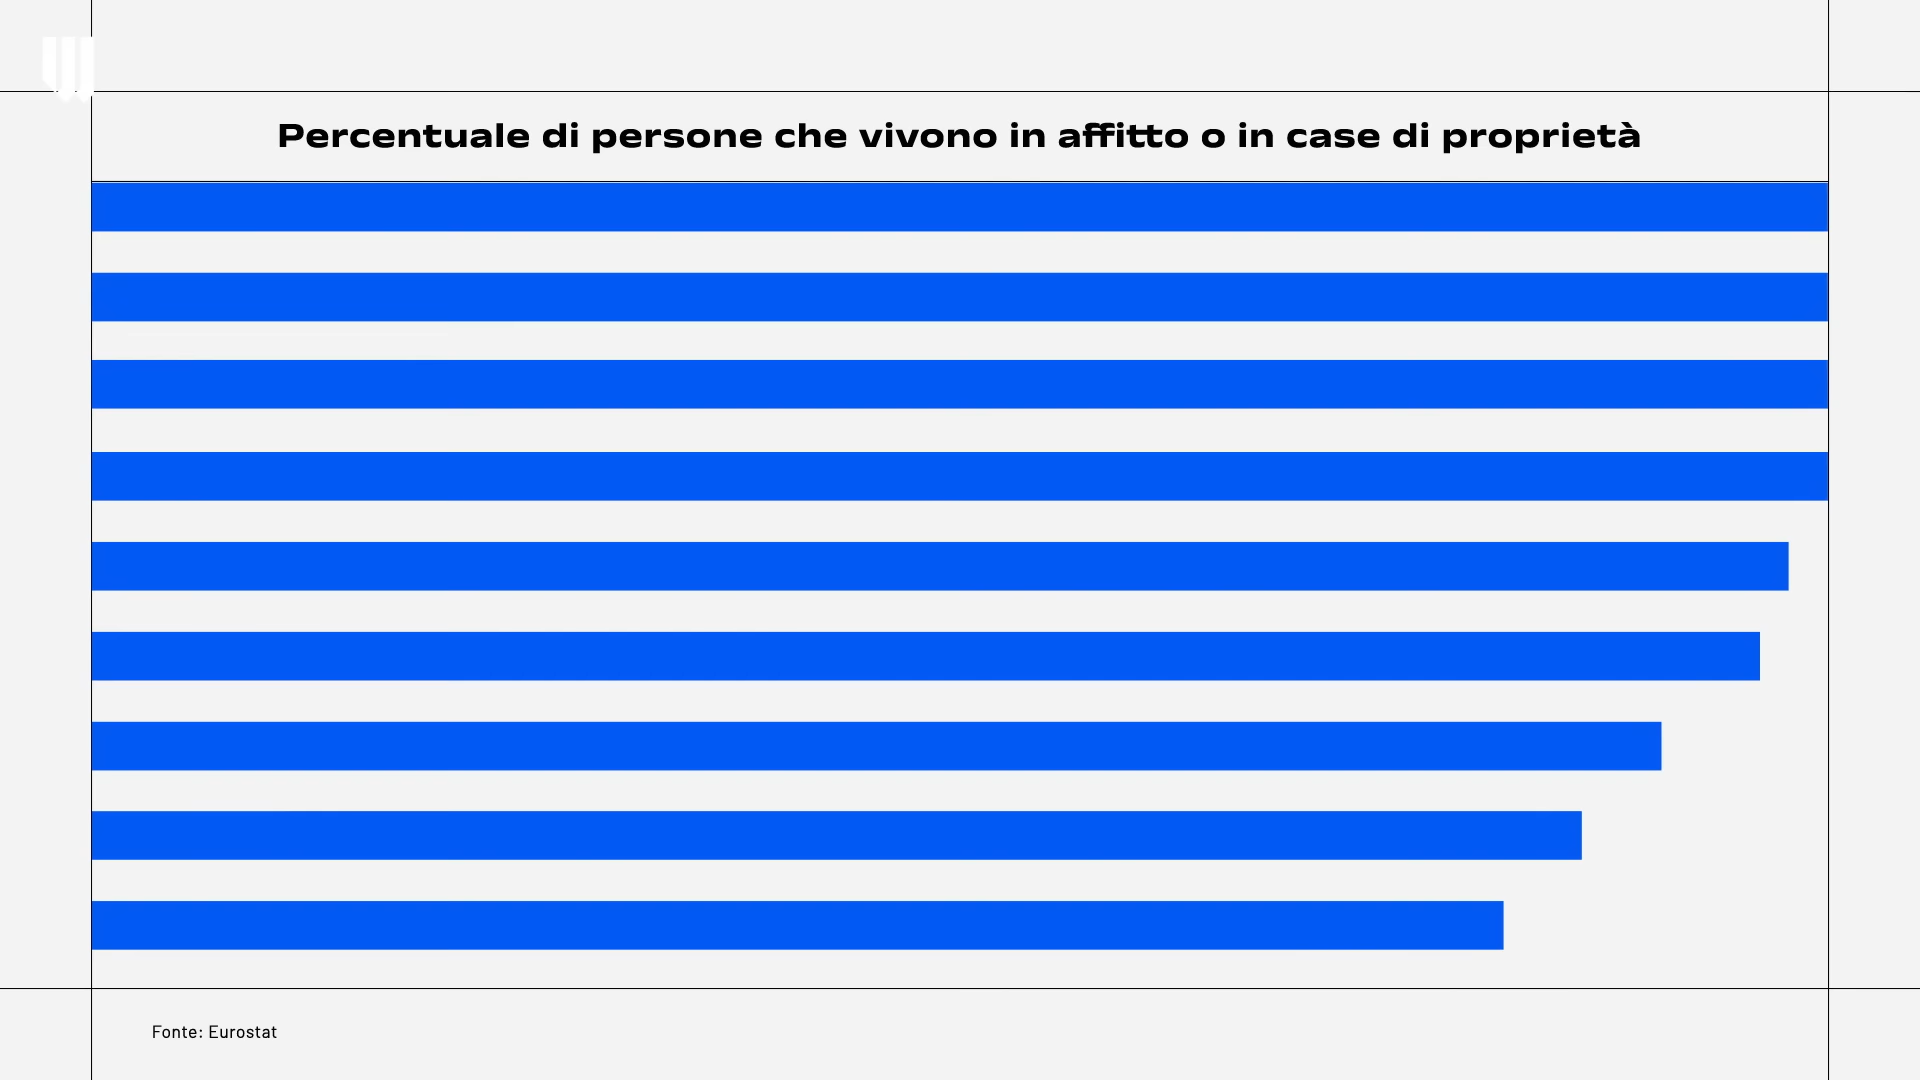 Percentuale di persone che vivono in affitto o in case di proprietà
Fonte: Eurostat